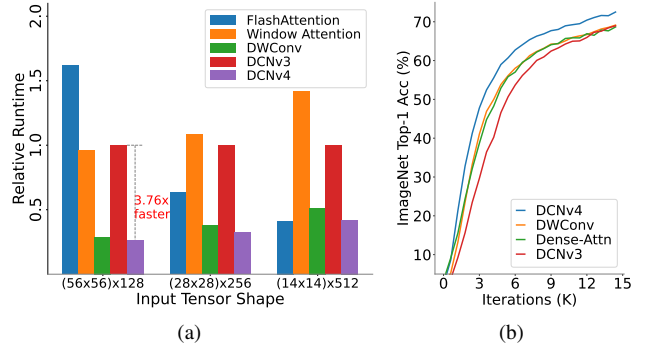 2.0
1.5
1.0
0.5
Relative Runtime
FlashAttention
Window Attention
DWConv
DCNv3
DCNv4
3.76x
faster
(56x56)x128
(28x28)x256
(14x14)x512
Input Tensor Shape
(a)
70
60
50
40
30
20
10
ImageNet Top-1 Acc (%)
DCNv4
DWConv
Dense-Attn
DCNv3
0
3
6
9
12
15
Iterations (K)
(b)